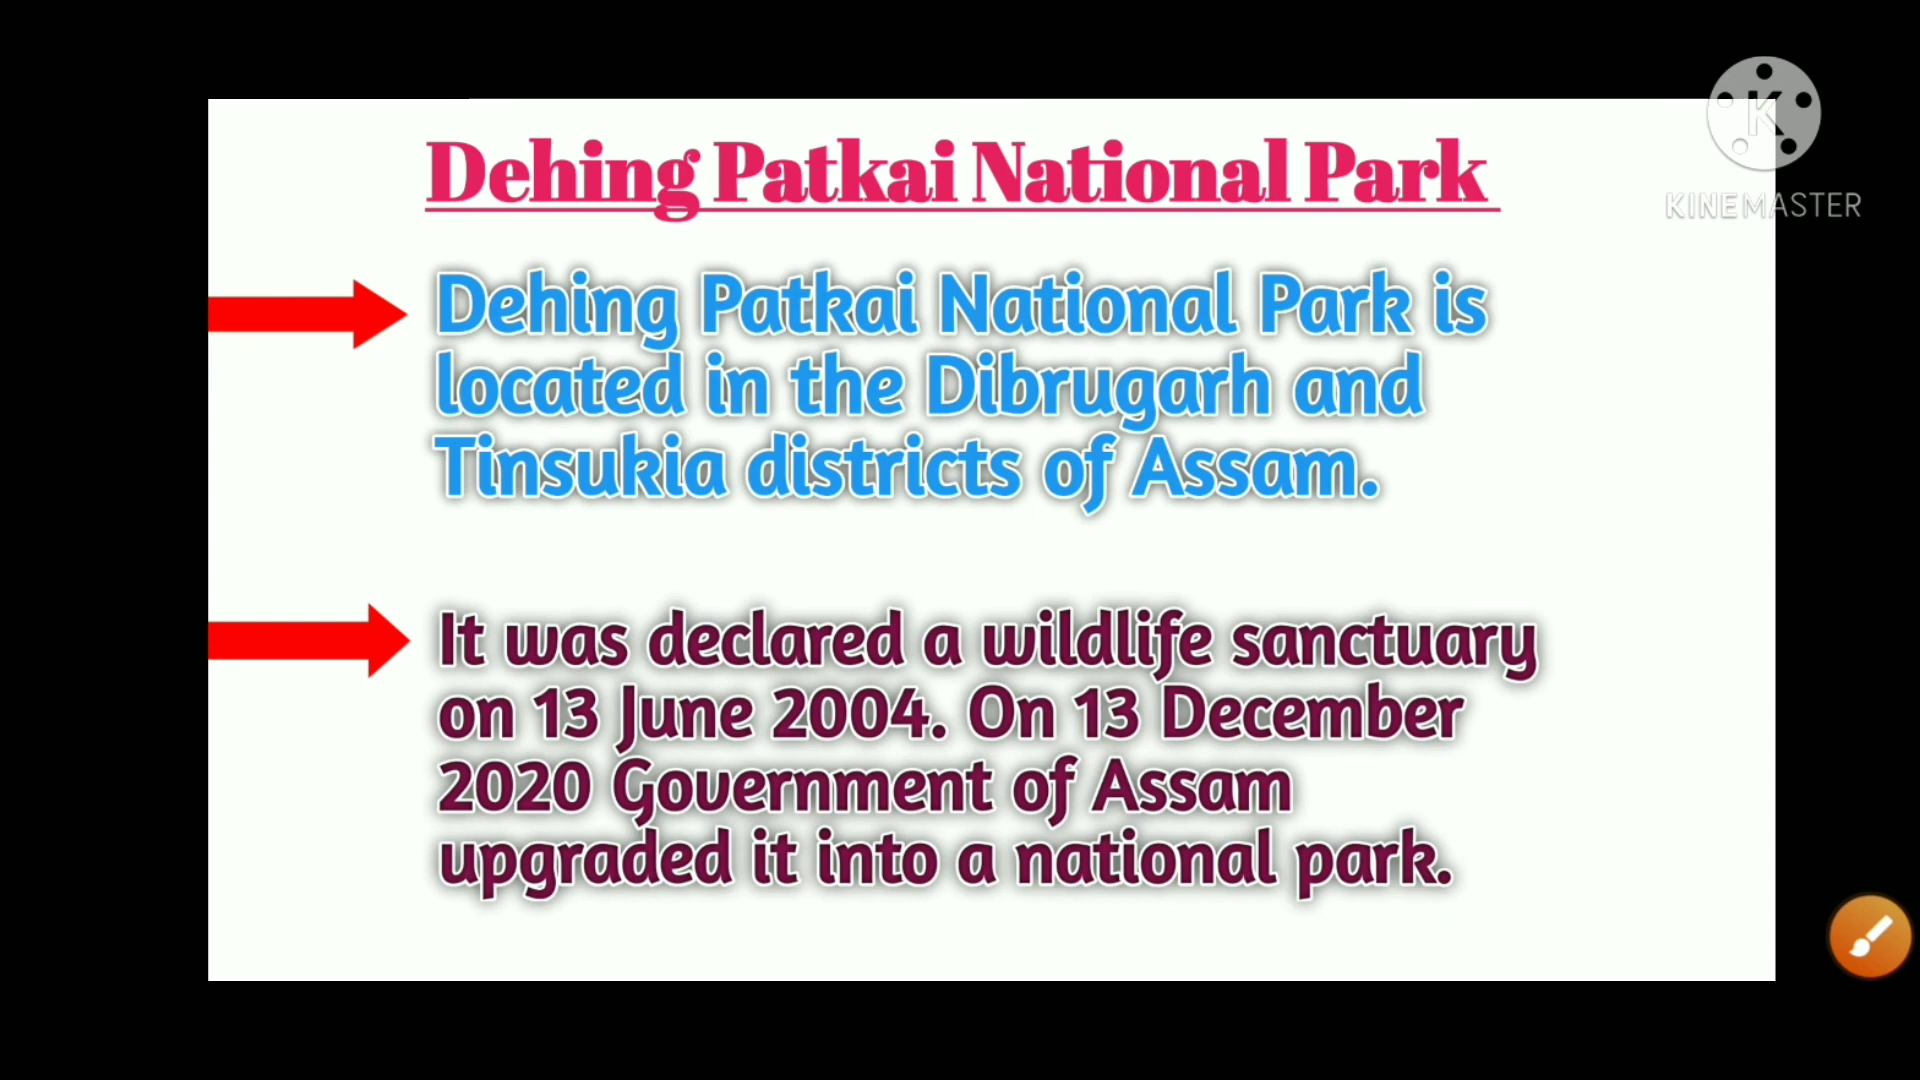 Dehing Patkai National Park
K
KINEMASTER
Dehing Patkai National Park is
located in the Dibrugarh and
Tinsukia districts of Assam.
It was declared a wildlife sanctuary
on 13 June 2004. On 13 December
2020 Government of Assam
upgraded it into a national park.